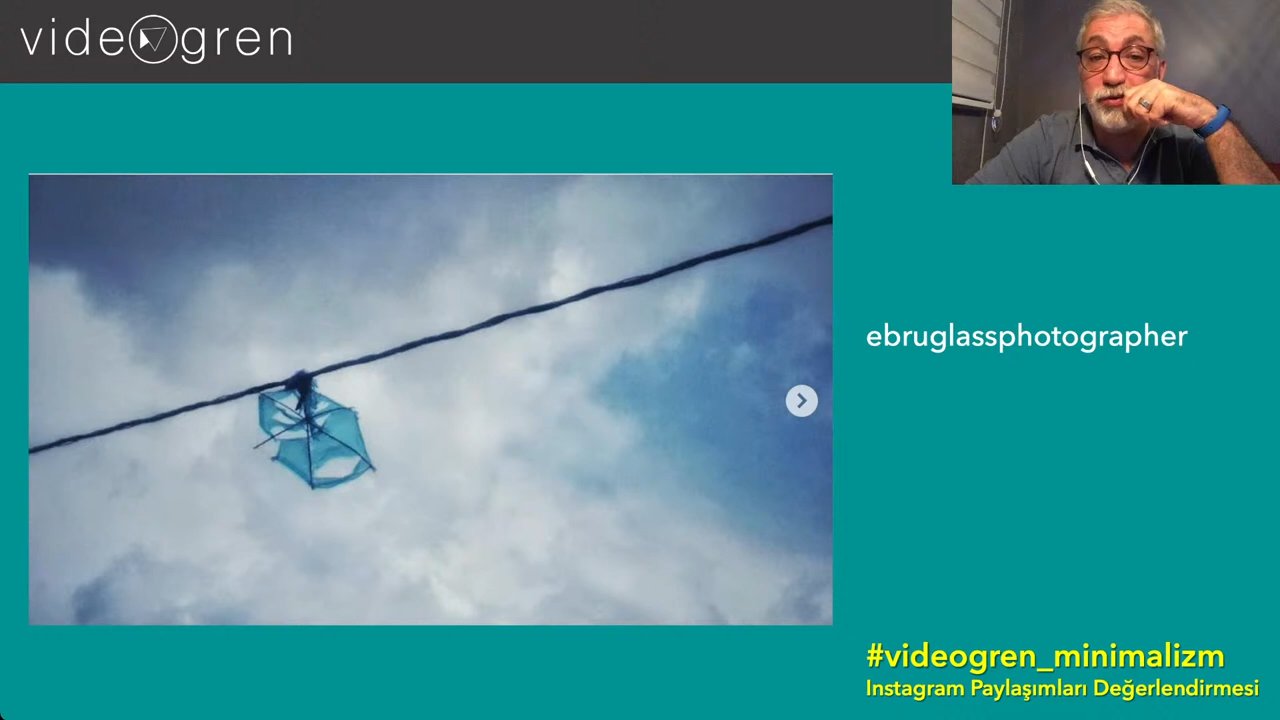 videogren
ebruglassphotographer
#videogren_minimalizm
Instagram Paylaşımları Değerlendirmesi